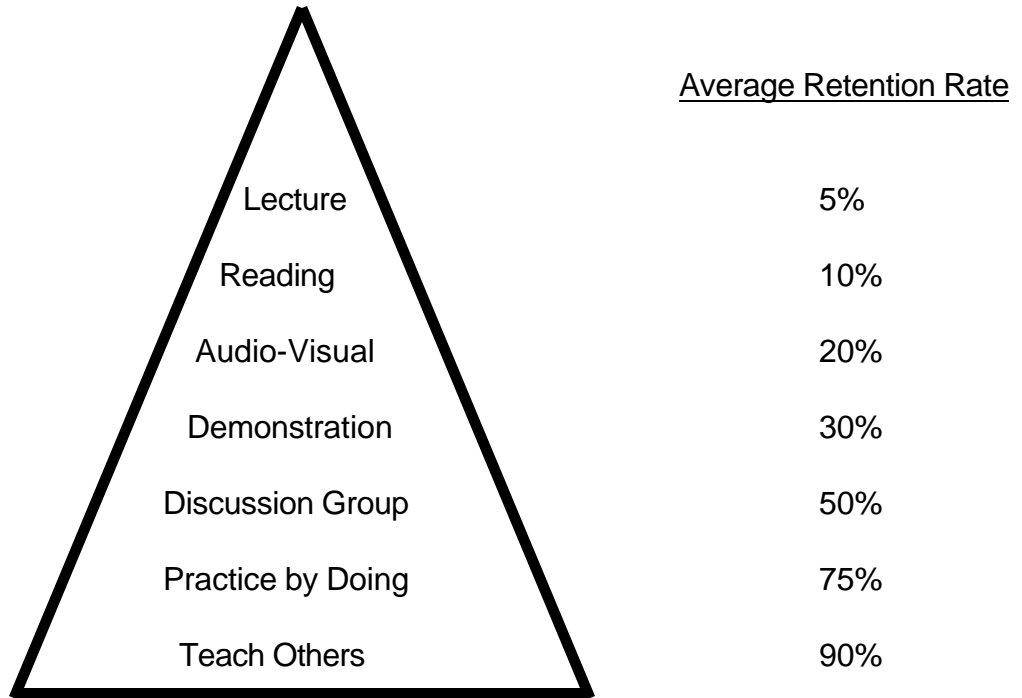 Average Retention Rate
Lecture 5%
Reading 10%
Audio-Visual 20%
Demonstration 30%
Discussion Group 50%
Practice by Doing 75%
Teach Others 90%